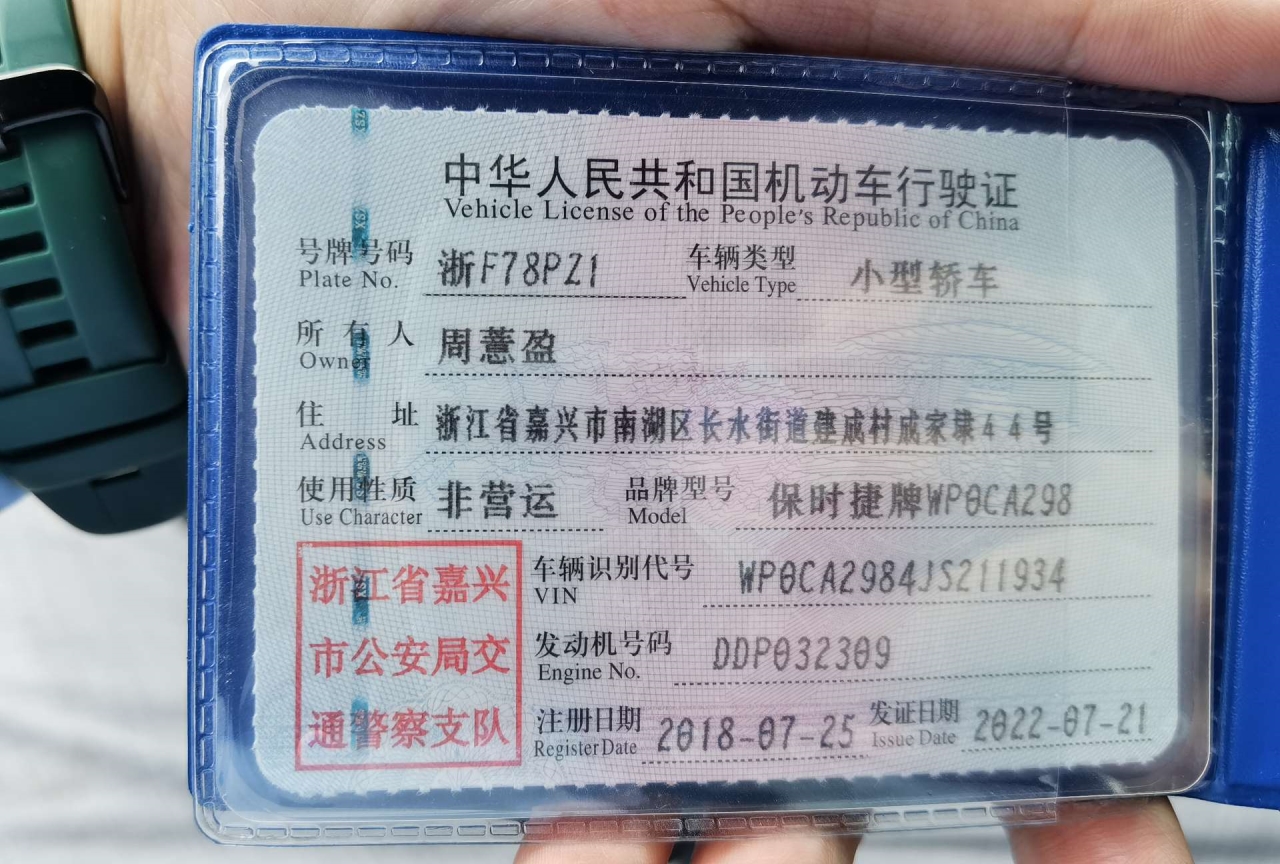 中华人民共和国机动车行驶证
Vehicle License of the People's Republic of China
号牌号码 浙F78PZ1 车辆类型 小型轿车
Plate No. Vehicle Type
所有人 周薏盈
Owner
住址 浙江省嘉兴市南湖区长水街道建成村成家埭44号
Address
使用性质 非营运 品牌型号 保时捷牌WP0CA298
Use Character Model
浙江省嘉兴
市公安局交
通警察支队
车辆识别代号 WP0CA2984JS211934
VIN
发动机号码 DDP032309
Engine No.
注册日期 2018-07-25 发证日期 2022-07-21
Register Date Issue Date